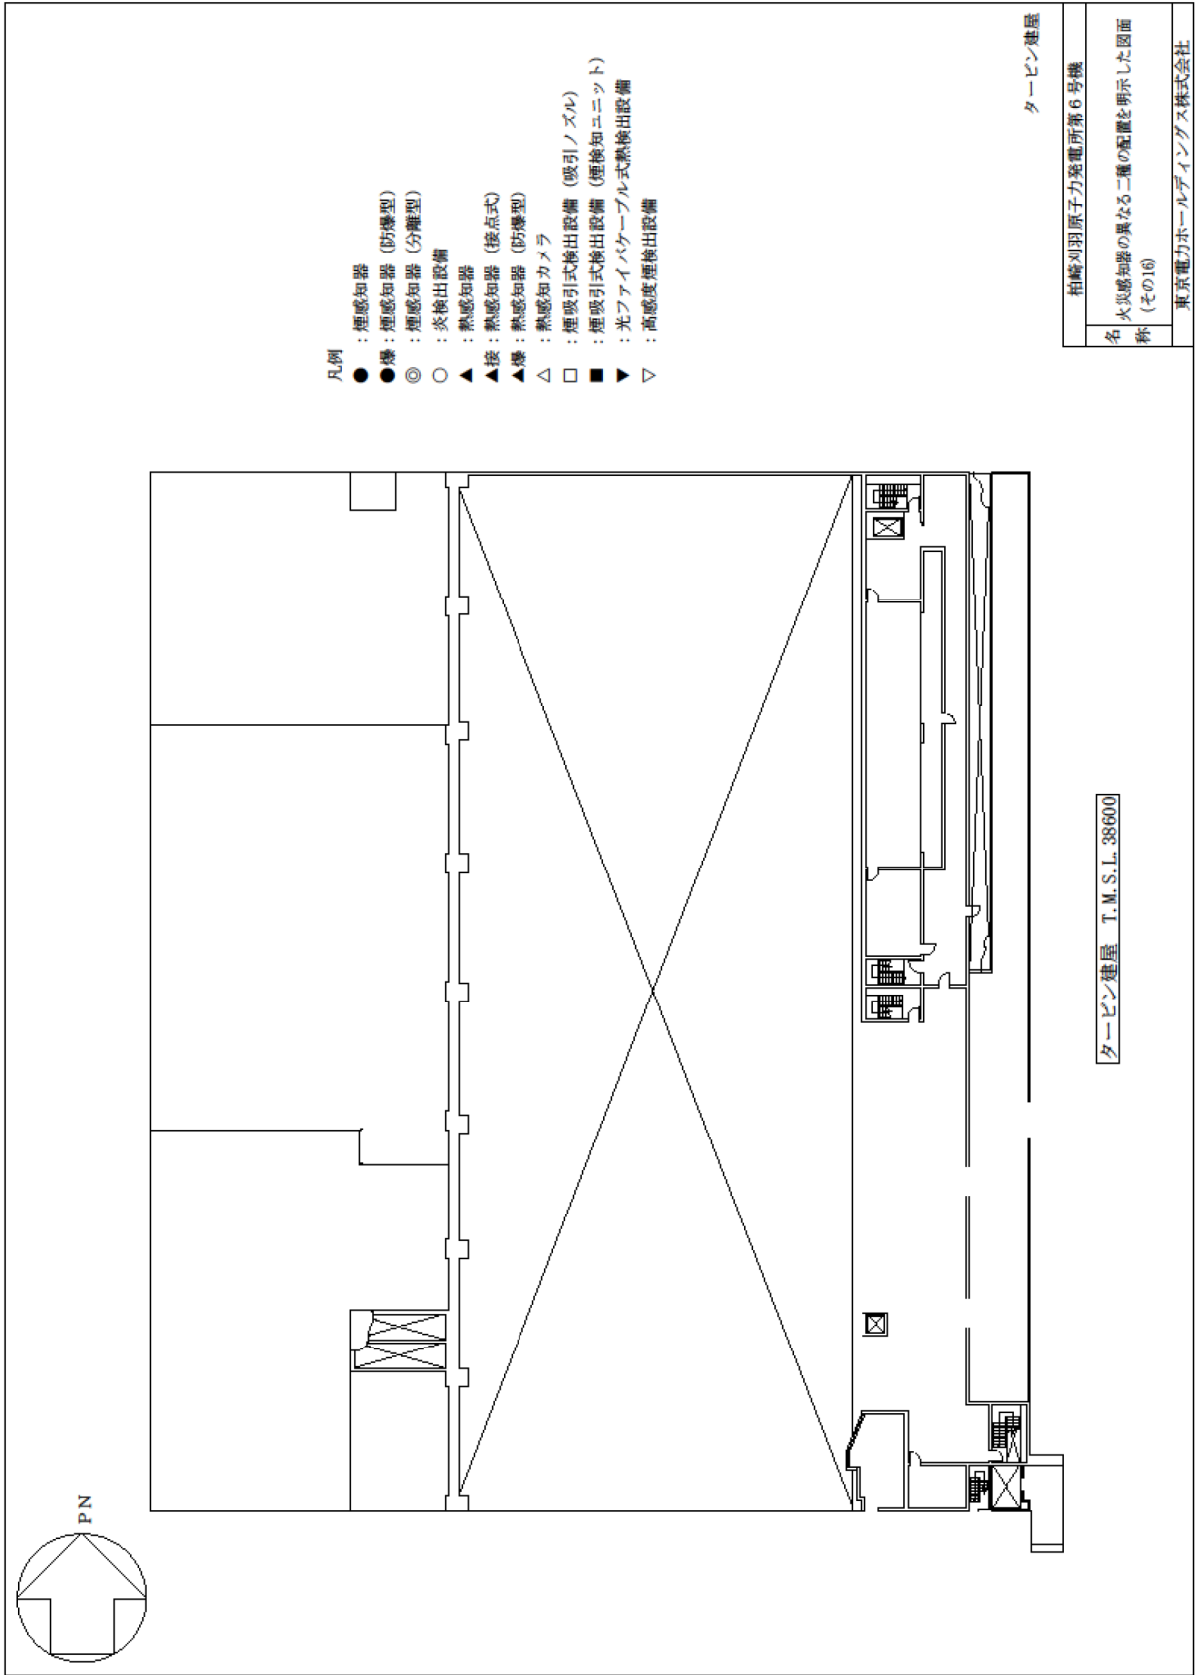 PN
凡例
● ：煙感知器
●爆：煙感知器（防爆型）
◎ ：煙感知器（分離型）
○ ：炎検出設備
▲ ：熱感知器
▲接：熱感知器（接点式）
▲爆：熱感知器（防爆型）
△ ：熱感知カメラ
□ ：煙吸引式検出設備（吸引ノズル）
■ ：煙吸引式検出設備（煙検知ユニット）
▼ ：光ファイバケーブル式熱検出設備
▽ ：高感度煙検出設備
タービン建屋 T.M.S.L.38600
タービン建屋
柏崎刈羽原子力発電所第６号機
名称
火災感知器の異なる二種の配置を明示した図面
(その16)
東京電力ホールディングス株式会社